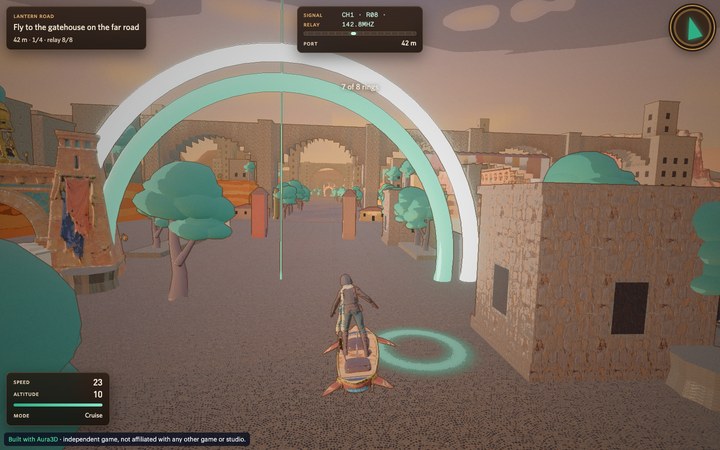 LANTERN ROAD
Fly to the gatehouse on the far road
42 m · 1/4 · relay 8/8
SIGNAL CH1 · R08 ·
RELAY 142.8MHZ
PORT 42 m
7 of 8 rings
SPEED 23
ALTITUDE 10
MODE Cruise
Built with Aura3D · independent game, not affiliated with any other game or studio.